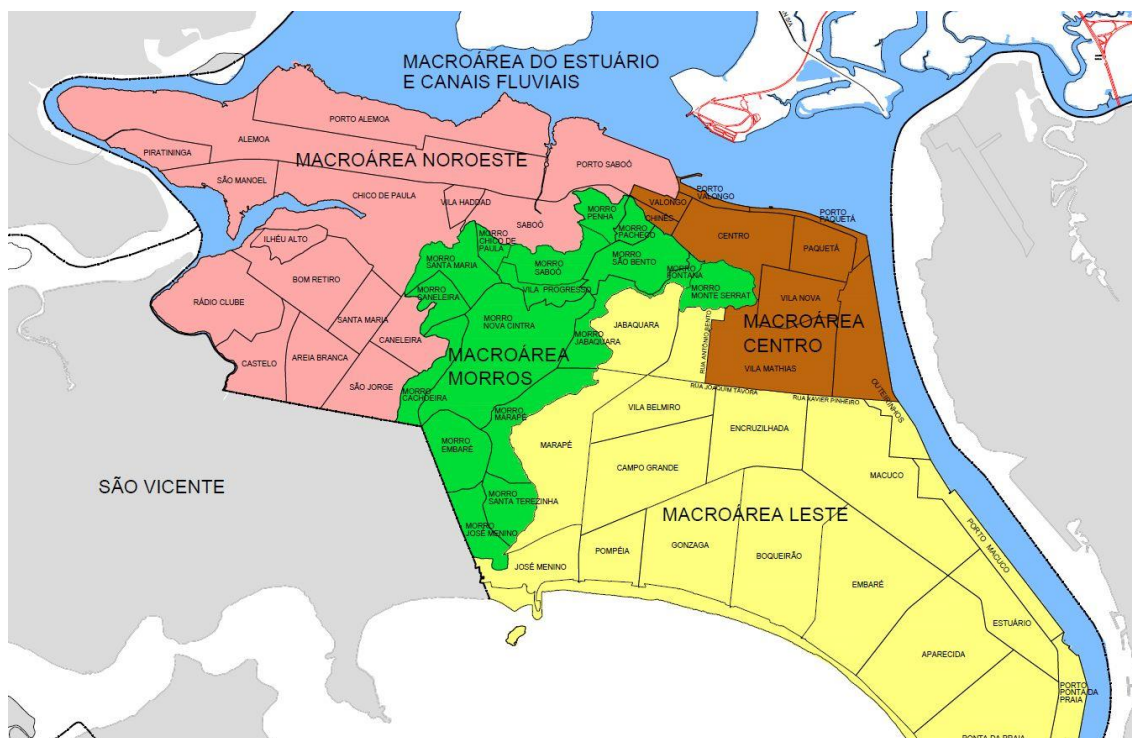 MACROÁREA DO ESTUÁRIO
E CANAIS FLUVIAIS
PORTO ALEMOA
ALEMOA
PIRATININGA
MACROÁREA NOROESTE
PORTO SABOÓ
SÃO MANOEL
CHICO DE PAULA
VILA HADDAD
SABOÓ
ILHÉU ALTO
BOM RETIRO
RÁDIO CLUBE
SANTA MARIA
CANELEIRA
CASTELO
AREIA BRANCA
SÃO JORGE
MORRO
PENHA
MORRO
PACHECO
MORRO
CHICO DE
PAULA
MORRO
SANTA MARIA
MORRO
SABOÓ
MORRO
SÃO BENTO
MORRO
FONTANA
MORRO
MONTE SERRAT
MORRO
CANELEIRA
VILA PROGRESSO
MORRO
NOVA CINTRA
MORRO
JABAQUARA
MACROÁREA
MORROS
MORRO
CACHOEIRA
MORRO
MARAPÉ
MORRO
EMBARÉ
MORRO
SANTA TEREZINHA
MORRO
JOSÉ MENINO
PORTO
VALONGO
VALONGO
CHINÊS
CENTRO
PORTO
PAQUETÁ
PAQUETÁ
VILA NOVA
MACROÁREA
CENTRO
VILA MATHIAS
RUA ANTÔNIO BENTO
RUA JOAQUIM TÁVORA
RUA XAVIER PINHEIRO
OUTEIRINHOS
JABAQUARA
VILA BELMIRO
ENCRUZILHADA
MARAPÉ
CAMPO GRANDE
MACUCO
MACROÁREA LESTE
PORTO MACUCO
JOSÉ MENINO
POMPÉIA
GONZAGA
BOQUEIRÃO
EMBARÉ
ESTUÁRIO
APARECIDA
PORTO
PONTA DA
PRAIA
PONTA DA PRAIA
SÃO VICENTE